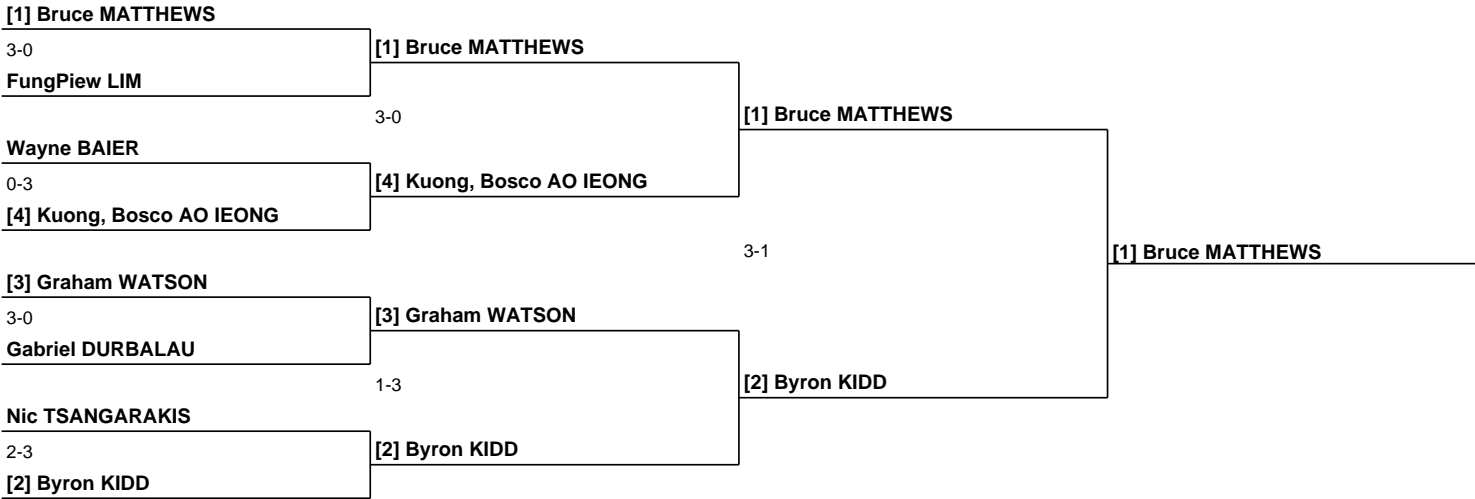 [1] Bruce MATTHEWS
3-0
[1] Bruce MATTHEWS
FungPiew LIM
3-0
[1] Bruce MATTHEWS
Wayne BAIER
0-3
[4] Kuong, Bosco AO IEONG
[4] Kuong, Bosco AO IEONG
3-1
[1] Bruce MATTHEWS
[3] Graham WATSON
3-0
[3] Graham WATSON
Gabriel DURBALAU
1-3
[2] Byron KIDD
Nic TSANGARAKIS
2-3
[2] Byron KIDD
[2] Byron KIDD